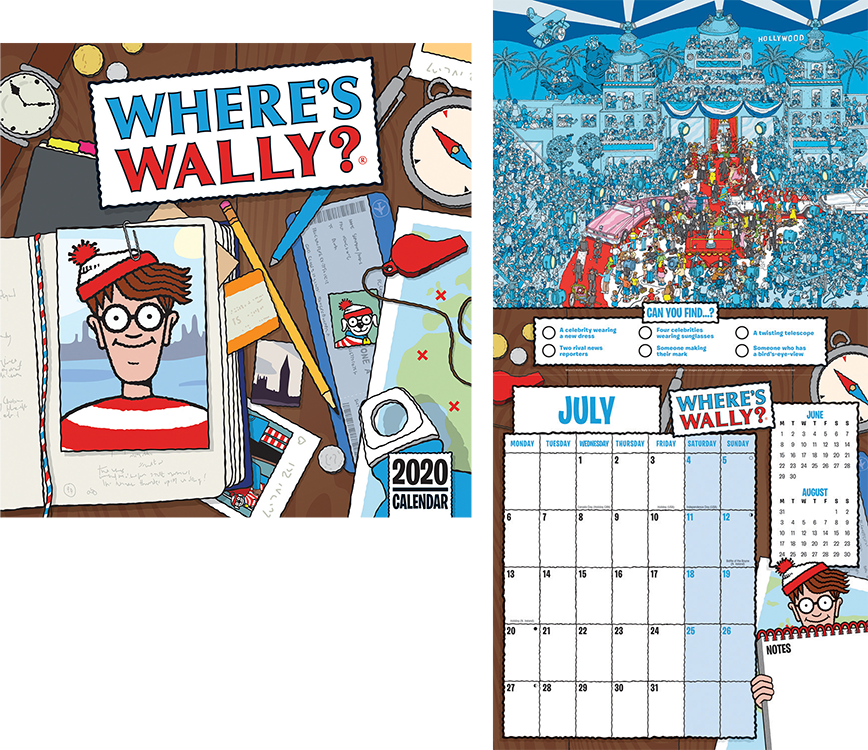 WHERE'S
WALLY?®
2020
CALENDAR
HOLLYWOOD
CAN YOU FIND...?
A celebrity wearing
a new dress
Four celebrities
wearing sunglasses
A twisting telescope
Two rival news
reporters
Someone making
their mark
Someone who has
a bird's-eye-view
JULY
WHERE'S
WALLY?
MONDAY TUESDAY WEDNESDAY THURSDAY FRIDAY SATURDAY SUNDAY
1 2 3 4 5
6 7 8 9 10 11 12
13 14 15 16 17 18 19
20 21 22 23 24 25 26
27 28 29 30 31
JUNE
M T W T F S S
1 2 3 4 5 6 7
8 9 10 11 12 13 14
15 16 17 18 19 20 21
22 23 24 25 26 27 28
29 30
AUGUST
M T W T F S S
31 1 2
3 4 5 6 7 8 9
10 11 12 13 14 15 16
17 18 19 20 21 22 23
24 25 26 27 28 29 30
NOTES